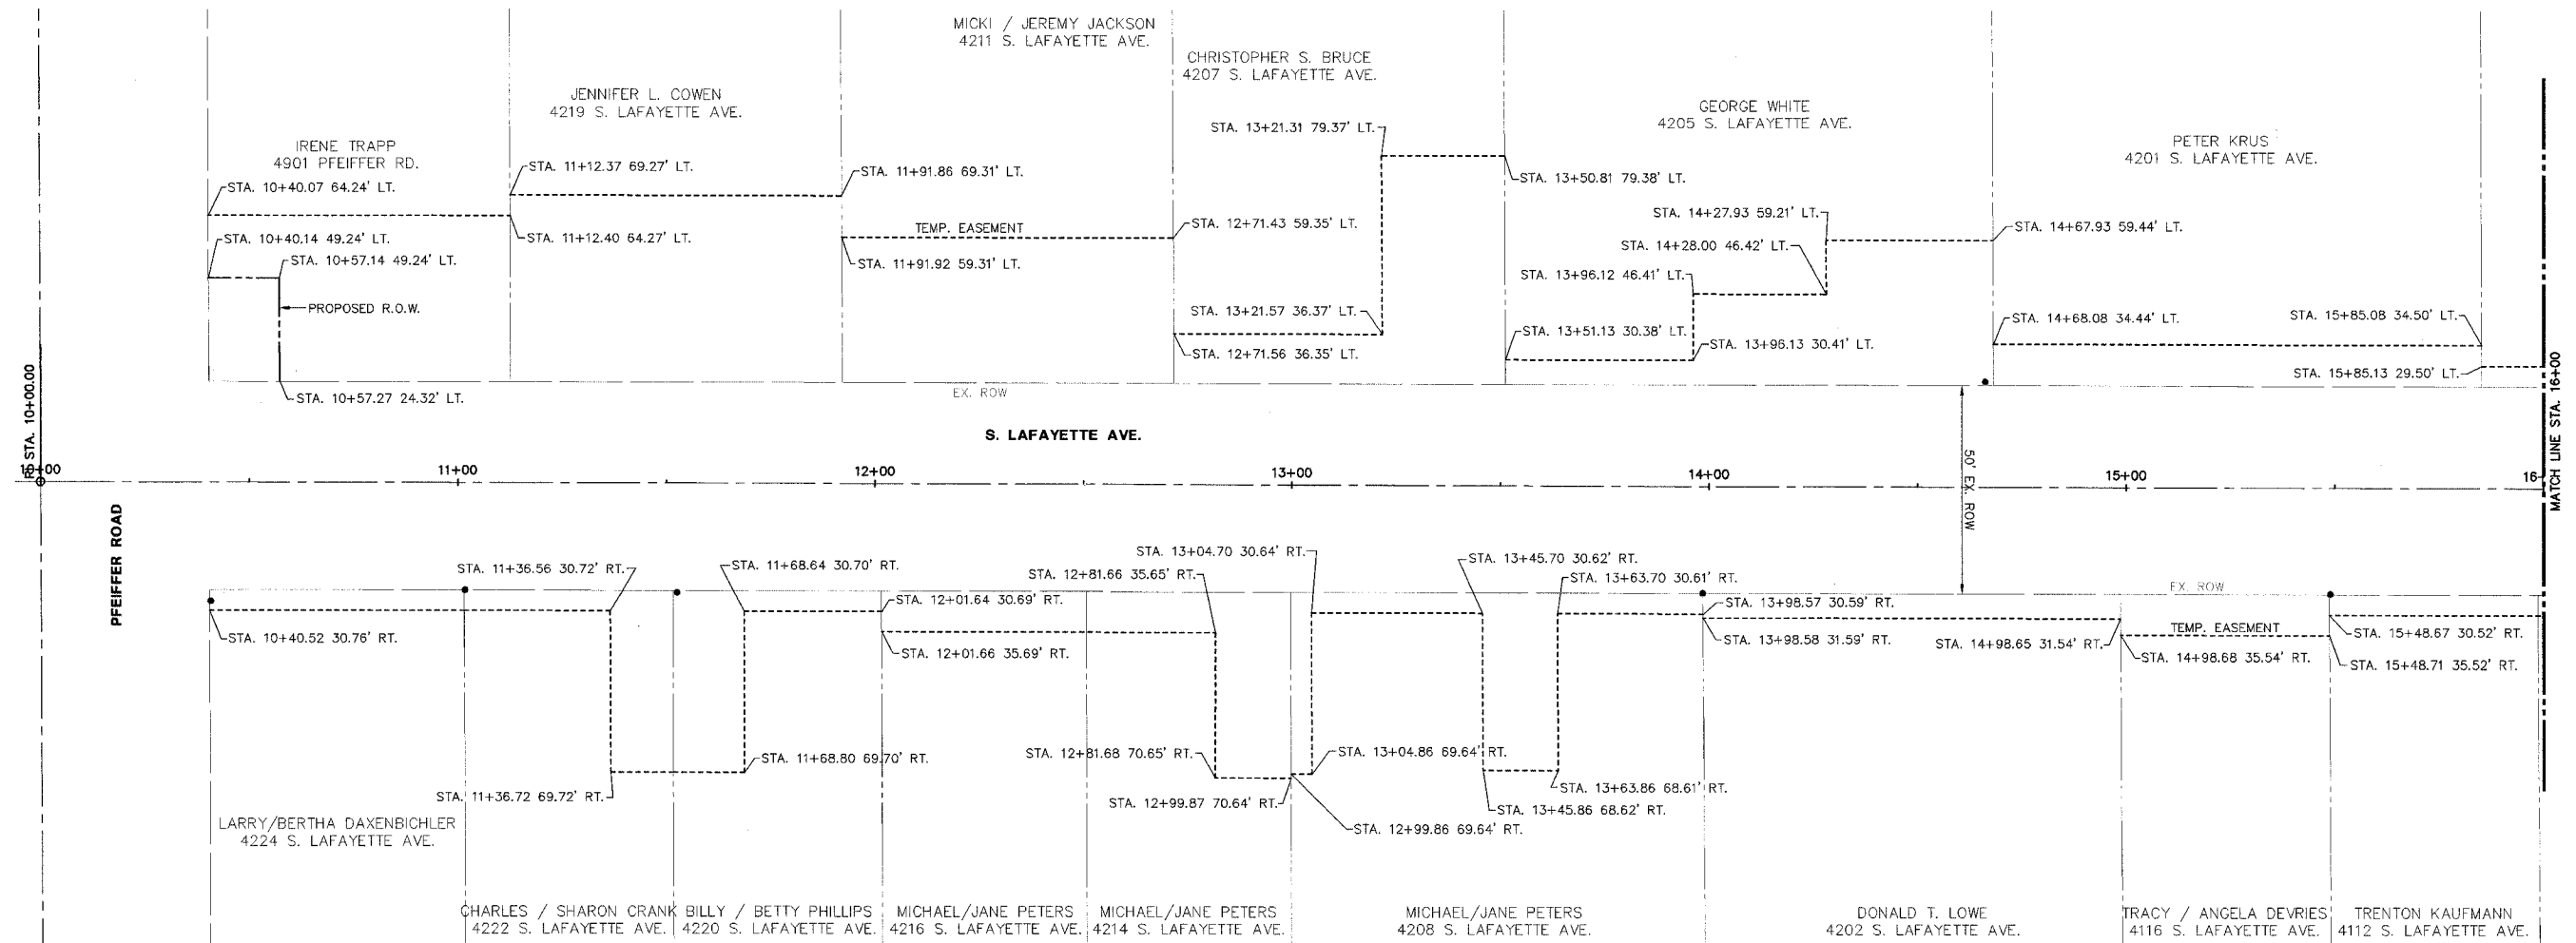 MICKI / JEREMY JACKSON
4211 S. LAFAYETTE AVE.
CHRISTOPHER S. BRUCE
4207 S. LAFAYETTE AVE.
JENNIFER L. COWEN
4219 S. LAFAYETTE AVE.
GEORGE WHITE
4205 S. LAFAYETTE AVE.
IRENE TRAPP
4901 PFEIFFER RD.
PETER KRUS
4201 S. LAFAYETTE AVE.
STA. 13+21.31 79.37' LT.
STA. 11+12.37 69.27' LT.
STA. 11+91.86 69.31' LT.
STA. 13+50.81 79.38' LT.
STA. 10+40.07 64.24' LT.
STA. 14+27.93 59.21' LT.
STA. 12+71.43 59.35' LT.
TEMP. EASEMENT
STA. 14+67.93 59.44' LT.
STA. 10+40.14 49.24' LT.
STA. 11+12.40 64.27' LT.
STA. 14+28.00 46.42' LT.
STA. 10+57.14 49.24' LT.
STA. 11+91.92 59.31' LT.
STA. 13+96.12 46.41' LT.
PROPOSED R.O.W.
STA. 13+21.57 36.37' LT.
STA. 14+68.08 34.44' LT.
STA. 15+85.08 34.50' LT.
STA. 13+51.13 30.38' LT.
STA. 13+96.13 30.41' LT.
STA. 12+71.56 36.35' LT.
STA. 15+85.13 29.50' LT.
STA. 10+57.27 24.32' LT.
EX. ROW
S. LAFAYETTE AVE.
STA. 10+00.00
10+00
11+00
12+00
13+00
14+00
15+00
16+
MATCH LINE STA. 16+00
50' EX. ROW
PFEIFFER ROAD
STA. 13+04.70 30.64' RT.
STA. 13+45.70 30.62' RT.
STA. 11+36.56 30.72' RT.
STA. 11+68.64 30.70' RT.
STA. 12+81.66 35.65' RT.
STA. 13+63.70 30.61' RT.
EX. ROW
STA. 12+01.64 30.69' RT.
STA. 13+98.57 30.59' RT.
STA. 10+40.52 30.76' RT.
STA. 12+01.66 35.69' RT.
STA. 13+98.58 31.59' RT.
STA. 14+98.65 31.54' RT.
TEMP. EASEMENT
STA. 15+48.67 30.52' RT.
STA. 14+98.68 35.54' RT.
STA. 15+48.71 35.52' RT.
STA. 11+68.80 69.70' RT.
STA. 12+81.68 70.65' RT.
STA. 13+04.86 69.64' RT.
STA. 11+36.72 69.72' RT.
STA. 12+99.87 70.64' RT.
STA. 13+63.86 68.61' RT.
STA. 13+45.86 68.62' RT.
STA. 12+99.86 69.64' RT.
LARRY/BERTHA DAXENBICHLER
4224 S. LAFAYETTE AVE.
CHARLES / SHARON CRANK
4222 S. LAFAYETTE AVE.
BILLY / BETTY PHILLIPS
4220 S. LAFAYETTE AVE.
MICHAEL/JANE PETERS
4216 S. LAFAYETTE AVE.
MICHAEL/JANE PETERS
4214 S. LAFAYETTE AVE.
MICHAEL/JANE PETERS
4208 S. LAFAYETTE AVE.
DONALD T. LOWE
4202 S. LAFAYETTE AVE.
TRACY / ANGELA DEVRIES
4116 S. LAFAYETTE AVE.
TRENTON KAUFMANN
4112 S. LAFAYETTE AVE.